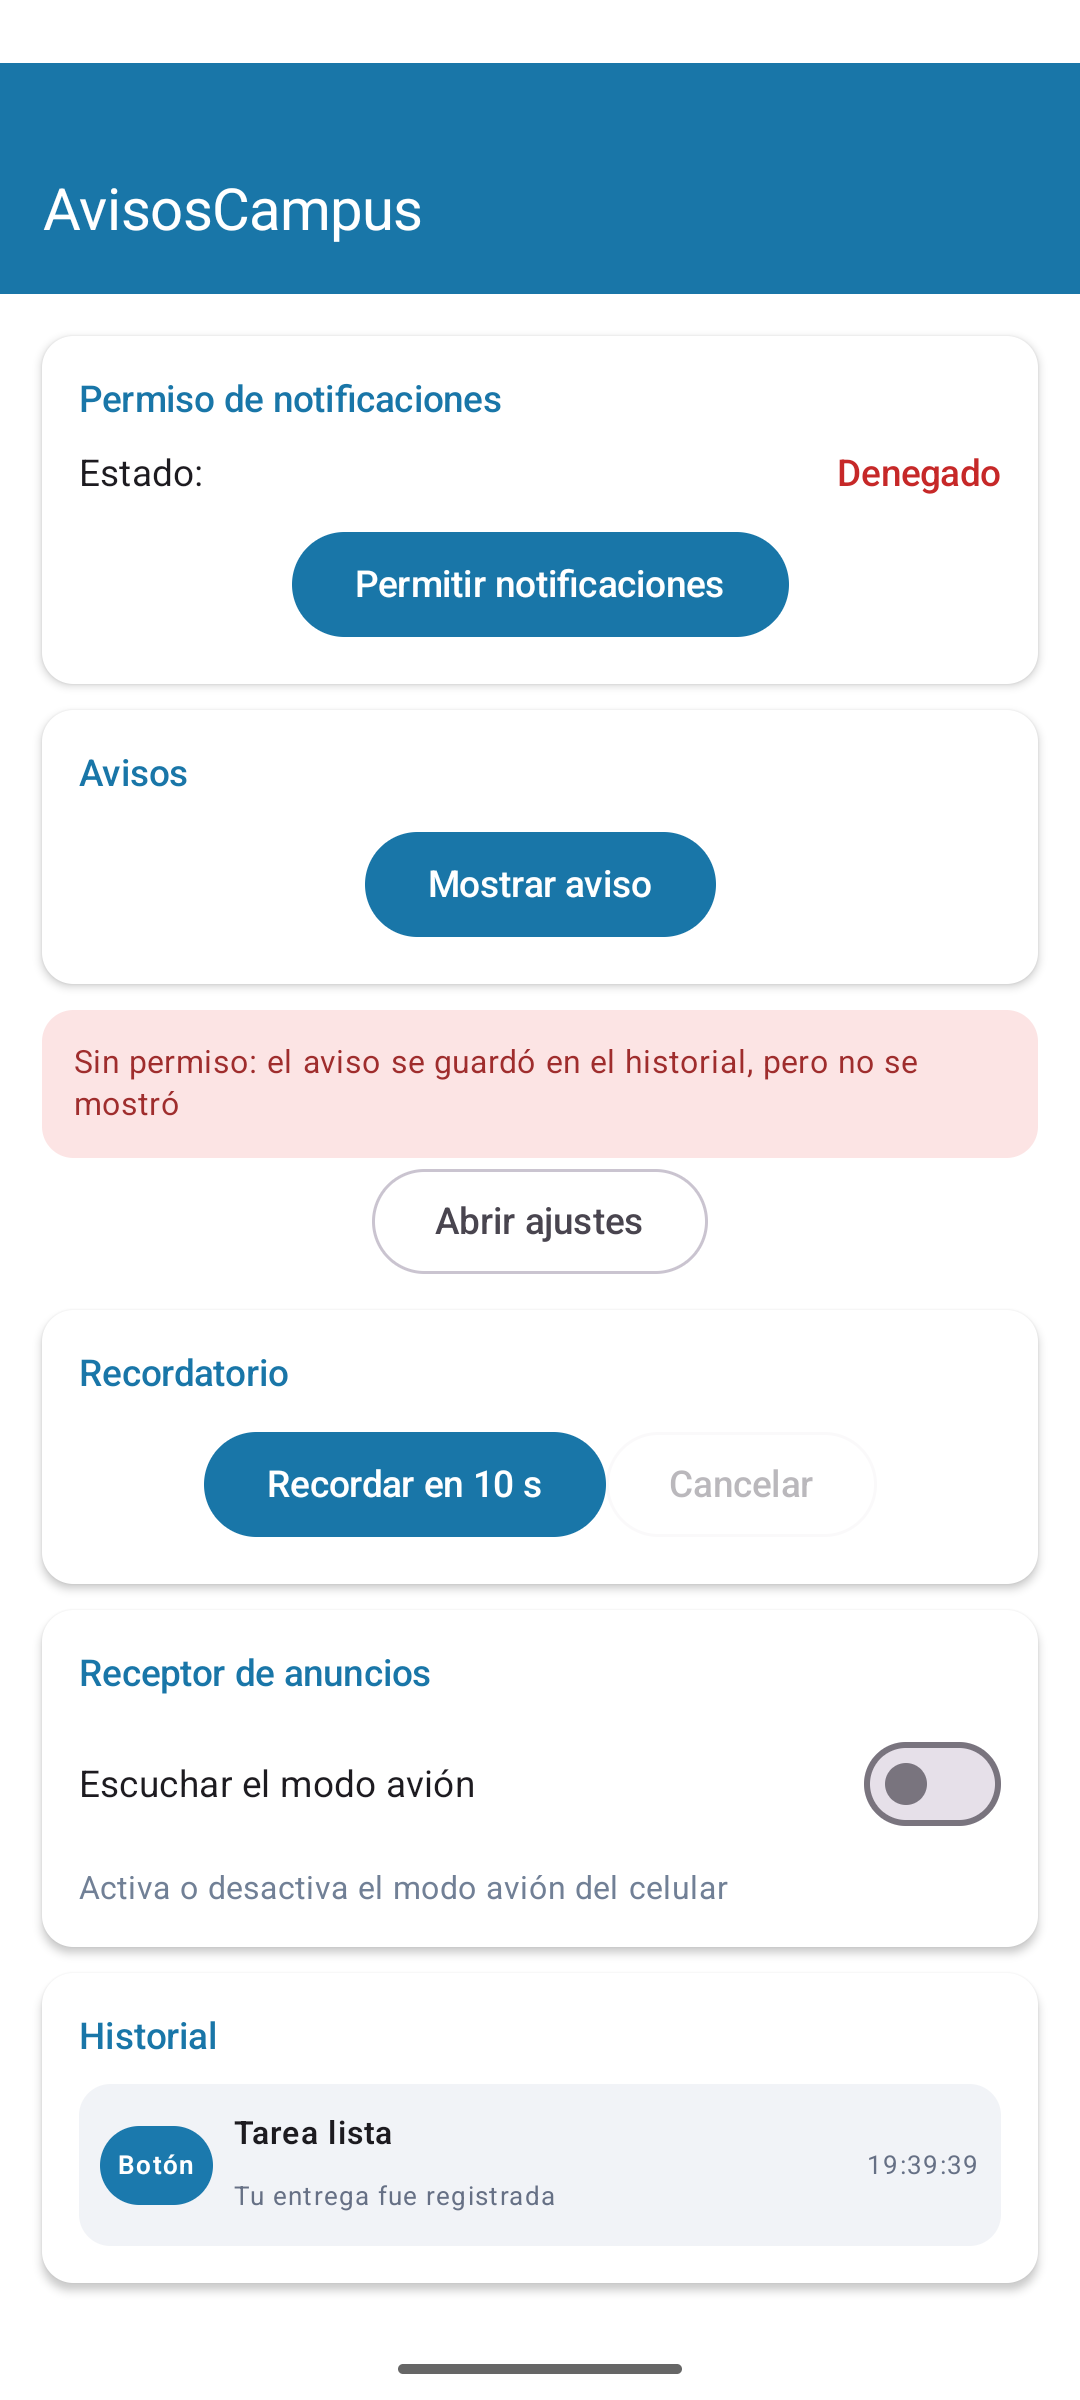 AvisosCampus
Permiso de notificaciones
Estado: Denegado
Permitir notificaciones
Avisos
Mostrar aviso
Sin permiso: el aviso se guardó en el historial, pero no se
mostró
Abrir ajustes
Recordatorio
Recordar en 10 s Cancelar
Receptor de anuncios
Escuchar el modo avión
Activa o desactiva el modo avión del celular
Historial
Botón
Tarea lista
Tu entrega fue registrada
19:39:39